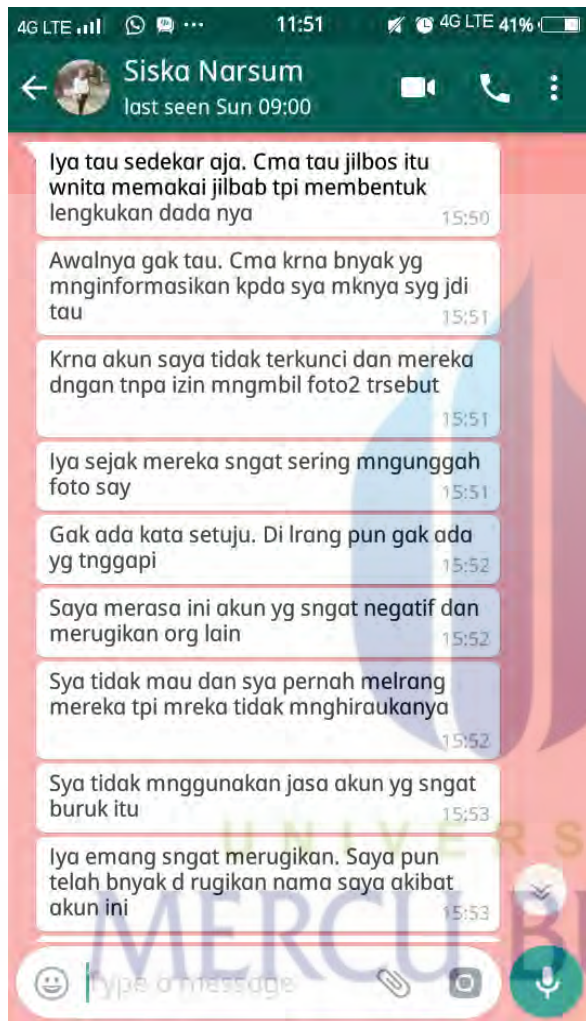 4G LTE ... 11:51 4G LTE 41%
Siska Narsum
last seen Sun 09:00
Iya tau sedekar aja. Cma tau jilbos itu
wnita memakai jilbab tpi membentuk
lengkukan dada nya 15:50
Awalnya gak tau. Cma krna bnyak yg
mnginformasikan kpda sya mknya syg jdi
tau 15:51
Krna akun saya tidak terkunci dan mereka
dngan tnpa izin mngmbil foto2 trsebut
15:51
Iya sejak mereka sngat sering mngunggah
foto say 15:51
Gak ada kata setuju. Di lrang pun gak ada
yg tnggapi 15:52
Saya merasa ini akun yg sngat negatif dan
merugikan org lain 15:52
Sya tidak mau dan sya pernah melrang
mereka tpi mreka tidak mnghiraukanya
15:52
Sya tidak mnggunakan jasa akun yg sngat
buruk itu 15:53
UNIVERS
Iya emang sngat merugikan. Saya pun
telah bnyak d rugikan nama saya akibat
akun ini 15:53
MERCU B
Type a message